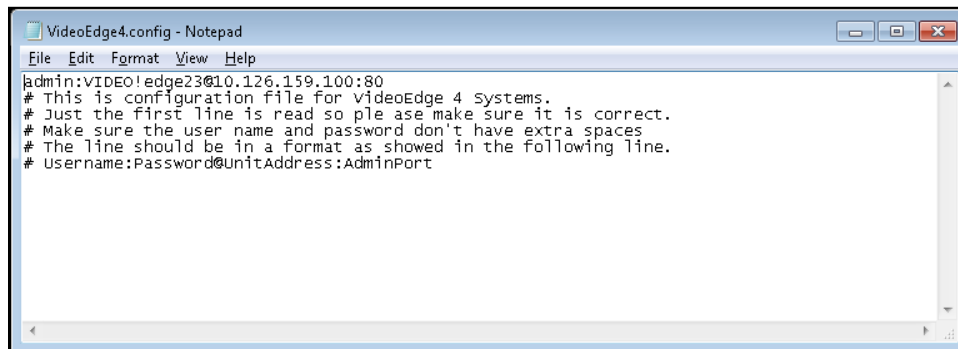 VideoEdge4.config - Notepad
File Edit Format View Help
admin:VIDEO!edge23@10.126.159.100:80
# This is configuration file for VideoEdge 4 Systems.
# Just the first line is read so ple ase make sure it is correct.
# Make sure the user name and password don't have extra spaces
# The line should be in a format as showed in the following line.
# Username:Password@UnitAddress:AdminPort